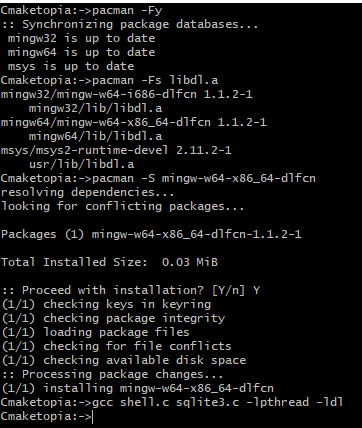 Cmaketopia:->pacman -Fy
:: Synchronizing package databases...
mingw32 is up to date
mingw64 is up to date
msys is up to date
Cmaketopia:->pacman -Fs libdl.a
mingw32/mingw-w64-i686-dlfcn 1.1.2-1
mingw32/lib/libdl.a
mingw64/mingw-w64-x86_64-dlfcn 1.1.2-1
mingw64/lib/libdl.a
msys/msys2-runtime-devel 2.11.2-1
usr/lib/libdl.a
Cmaketopia:->pacman -S mingw-w64-x86_64-dlfcn
resolving dependencies...
looking for conflicting packages...
Packages (1) mingw-w64-x86_64-dlfcn-1.1.2-1
Total Installed Size:  0.03 MiB
:: Proceed with installation? [Y/n] Y
(1/1) checking keys in keyring
(1/1) checking package integrity
(1/1) loading package files
(1/1) checking for file conflicts
(1/1) checking available disk space
:: Processing package changes...
(1/1) installing mingw-w64-x86_64-dlfcn
Cmaketopia:->gcc shell.c sqlite3.c -lpthread -ldl
Cmaketopia:->